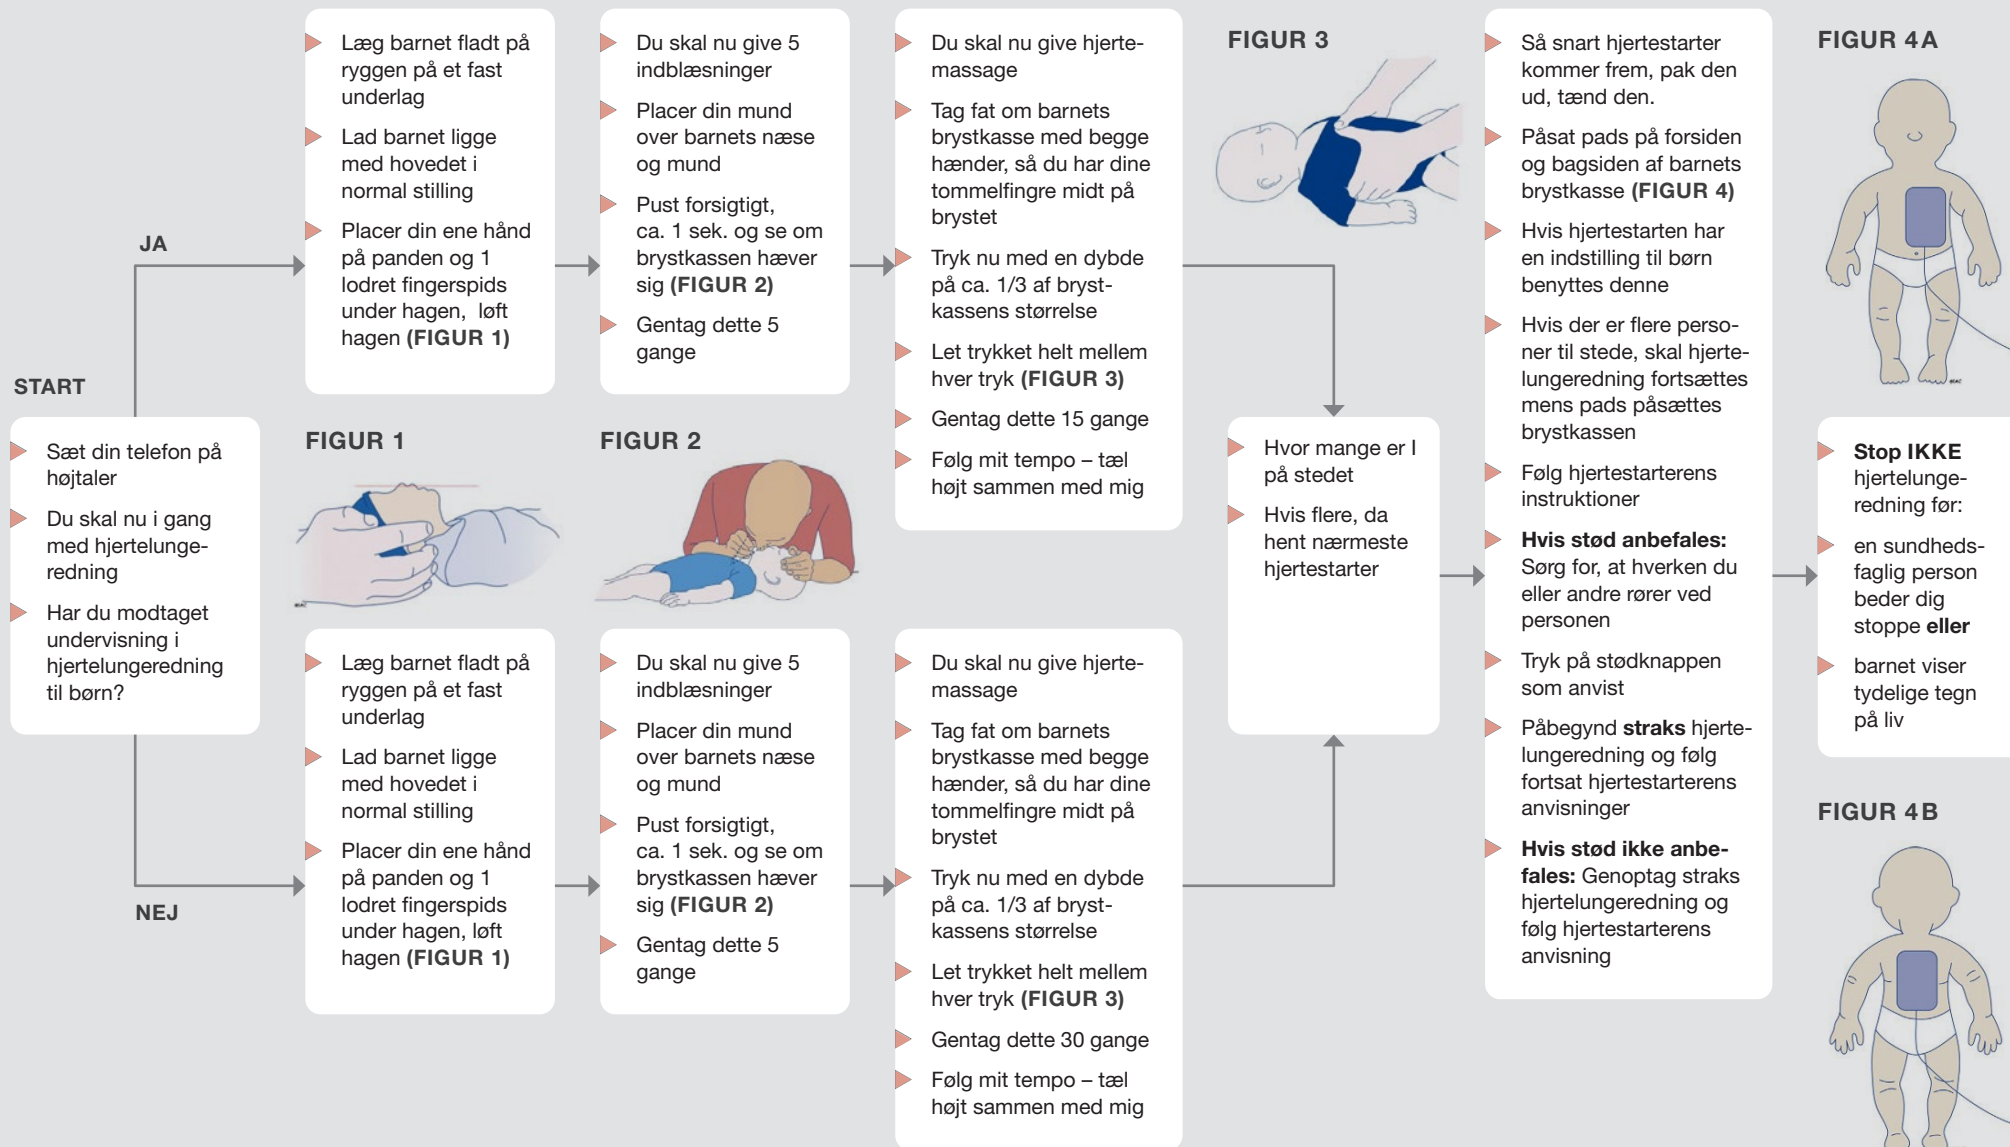 START
Sæt din telefon på
højtaler
Du skal nu i gang
med hjertelunge-
redning
Har du modtaget
undervisning i
hjertelungeredning
til børn?
JA
Læg barnet fladt på
ryggen på et fast
underlag
Lad barnet ligge
med hovedet i
normal stilling
Placer din ene hånd
på panden og 1
lodret fingerspids
under hagen, løft
hagen (FIGUR 1)
Du skal nu give 5
indblæsninger
Placer din mund
over barnets næse
og mund
Pust forsigtigt,
ca. 1 sek. og se om
brystkassen hæver
sig (FIGUR 2)
Gentag dette 5
gange
Du skal nu give hjerte-
massage
Tag fat om barnets
brystkasse med begge
hænder, så du har dine
tommelfingre midt på
brystet
Tryk nu med en dybde
på ca. 1/3 af bryst-
kassens størrelse
Let trykket helt mellem
hver tryk (FIGUR 3)
Gentag dette 15 gange
Følg mit tempo – tæl
højt sammen med mig
FIGUR 1
FIGUR 2
NEJ
Læg barnet fladt på
ryggen på et fast
underlag
Lad barnet ligge
med hovedet i
normal stilling
Placer din ene hånd
på panden og 1
lodret fingerspids
under hagen, løft
hagen (FIGUR 1)
Du skal nu give 5
indblæsninger
Placer din mund
over barnets næse
og mund
Pust forsigtigt,
ca. 1 sek. og se om
brystkassen hæver
sig (FIGUR 2)
Gentag dette 5
gange
Du skal nu give hjerte-
massage
Tag fat om barnets
brystkasse med begge
hænder, så du har dine
tommelfingre midt på
brystet
Tryk nu med en dybde
på ca. 1/3 af bryst-
kassens størrelse
Let trykket helt mellem
hver tryk (FIGUR 3)
Gentag dette 30 gange
Følg mit tempo – tæl
højt sammen med mig
FIGUR 3
Hvor mange er I
på stedet
Hvis flere, da
hent nærmeste
hjertestarter
Så snart hjertestarter
kommer frem, pak den
ud, tænd den.
Påsat pads på forsiden
og bagsiden af barnets
brystkasse (FIGUR 4)
Hvis hjertestarten har
en indstilling til børn
benyttes denne
Hvis der er flere perso-
ner til stede, skal hjerte-
lungeredning fortsættes
mens pads påsættes
brystkassen
Følg hjertestarterens
instruktioner
Hvis stød anbefales:
Sørg for, at hverken du
eller andre rører ved
personen
Tryk på stødknappen
som anvist
Påbegynd straks hjerte-
lungeredning og følg
fortsat hjertestarterens
anvisninger
Hvis stød ikke anbe-
fales: Genoptag straks
hjertelungeredning og
følg hjertestarterens
anvisning
FIGUR 4A
Stop IKKE
hjertelunge-
redning før:
en sundheds-
faglig person
beder dig
stoppe eller
barnet viser
tydelige tegn
på liv
FIGUR 4B